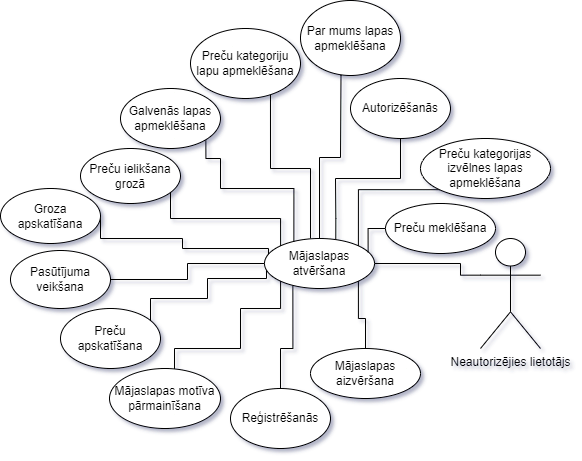 Par mums lapas
apmeklēšana
Preču kategoriju
lapu apmeklēšana
Galvenās lapas
apmeklēšana
Autorizēšanās
Preču kategorijas
izvēlnes lapas
apmeklēšana
Preču ielikšana
grozā
Groza
apskatīšana
Preču meklēšana
Mājaslapas
atvēršana
Pasūtījuma
veikšana
Preču
apskatīšana
Neautorizējies lietotājs
Mājaslapas
aizvēršana
Mājaslapas motīva
pārmainīšana
Reģistrēšanās